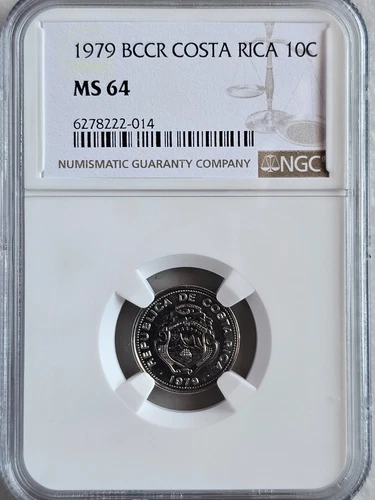 1979 BCCR COSTA RICA 10C
MS 64
6278222-014
NUMISMATIC GUARANTY COMPANY
NGC
REPUBLICA DE COSTA RICA
1979